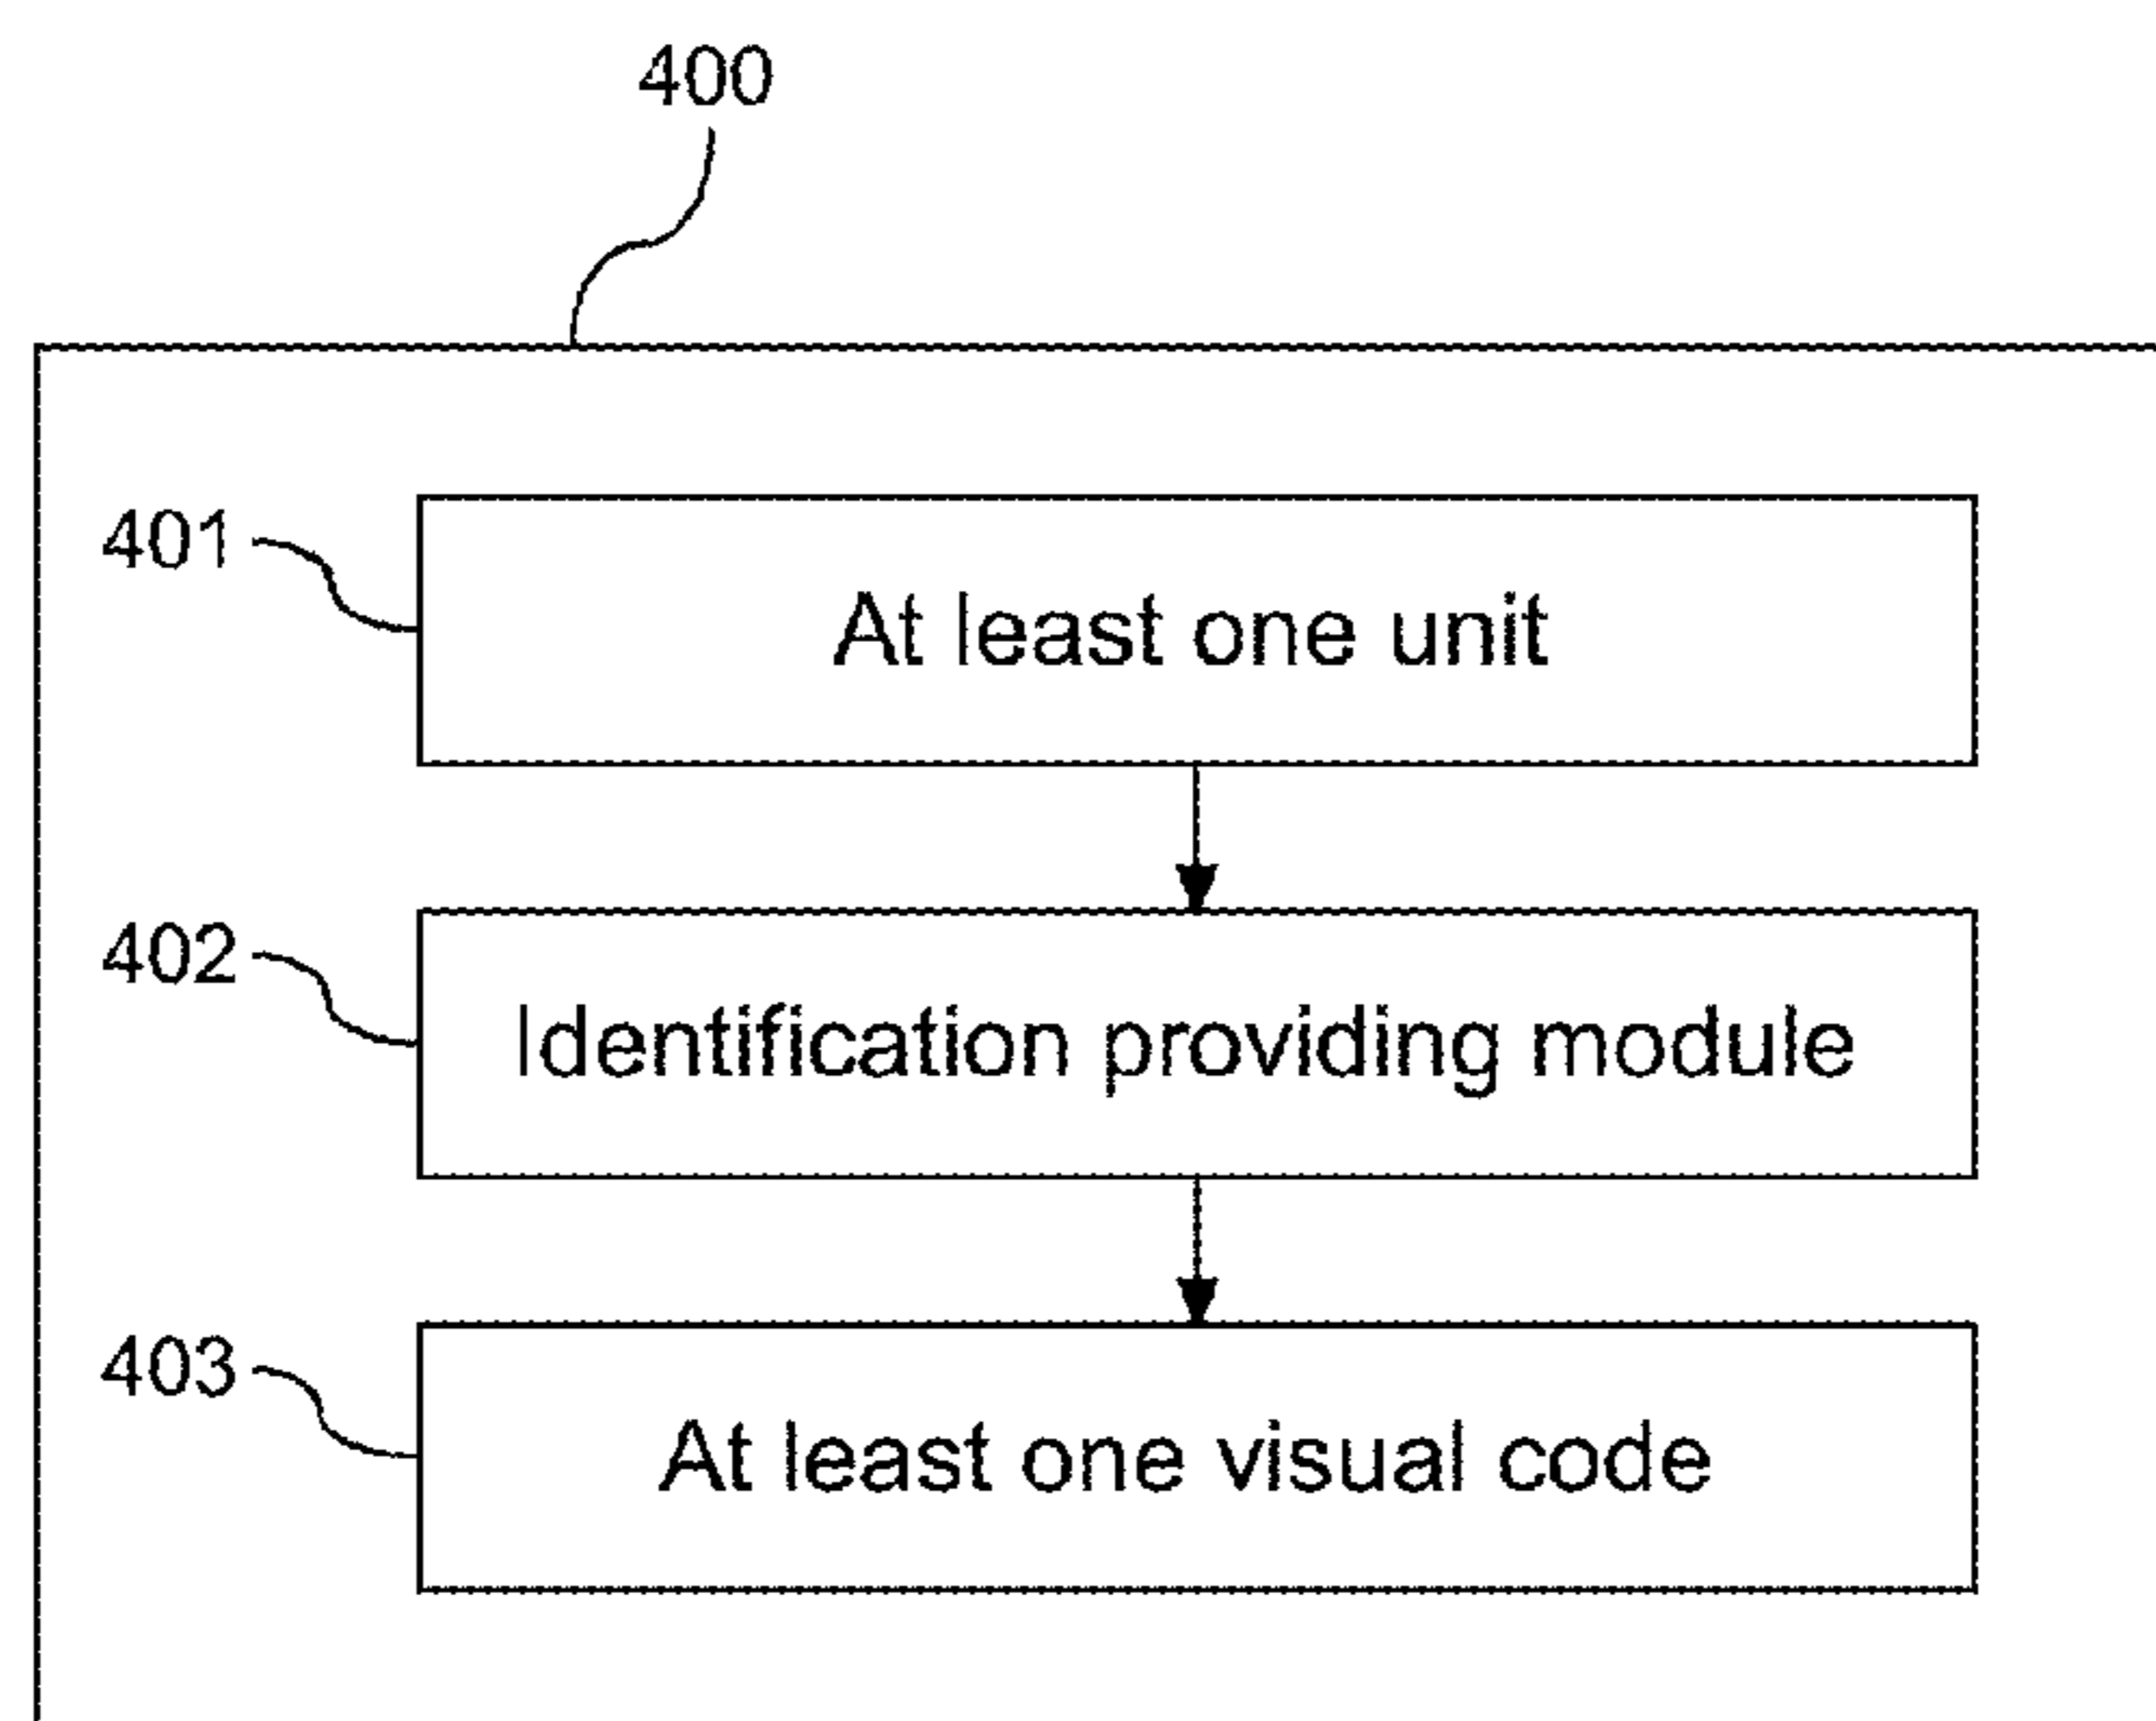 400
401
At least one unit
402
Identification providing module
403
At least one visual code